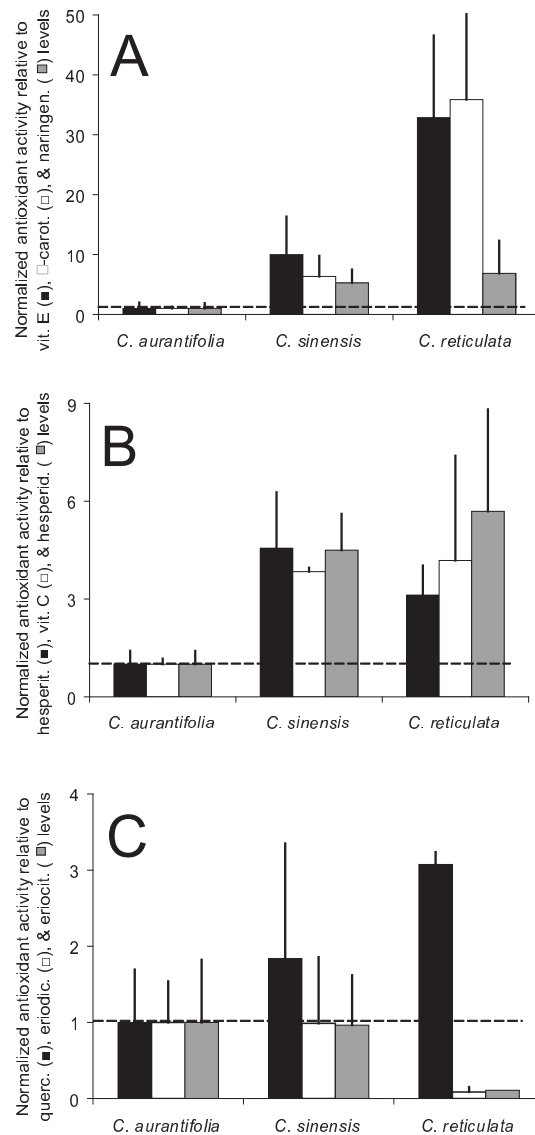 A
Normalized antioxidant activity relative to
vit. E (■), □-carot. (□), & naringen. (■) levels
50
40
30
20
10
0
C. aurantifolia C. sinensis C. reticulata
B
Normalized antioxidant activity relative to
hesperit. (■), vit. C (□), & hesperid. (■) levels
9
6
3
0
C. aurantifolia C. sinensis C. reticulata
C
Normalized antioxidant activity relative to
querc. (■), eriodic. (□), & eriocit. (■) levels
4
3
2
1
0
C. aurantifolia C. sinensis C. reticulata